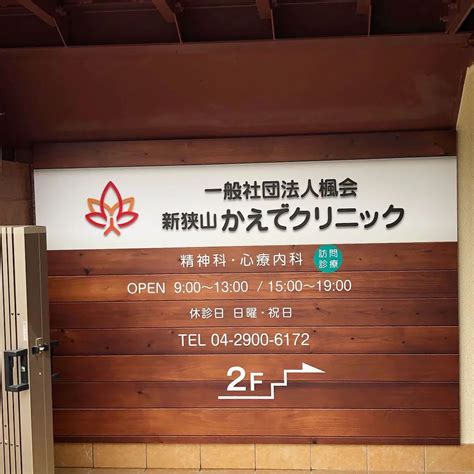 一般社団法人楓会
新狭山 かえでクリニック
精神科・心療内科 訪問診療
OPEN 9:00～13:00 / 15:00～19:00
休診日 日曜・祝日
TEL 04-2900-6172
2F